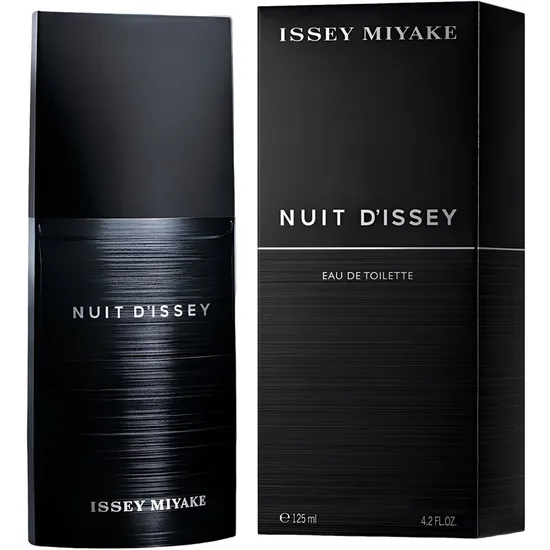 NUIT D'ISSEY
ISSEY MIYAKE
ISSEY MIYAKE
NUIT D'ISSEY
EAU DE TOILETTE
℮ 125 ml
4.2 FL.OZ.